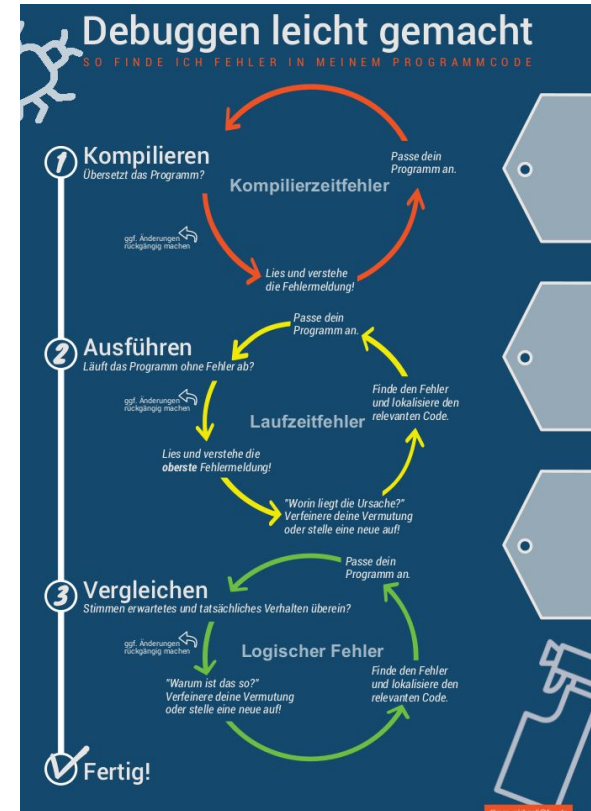 Debuggen leicht gemacht
SO FINDE ICH FEHLER IN MEINEM PROGRAMMCODE
1
Kompilieren
Übersetzt das Programm?
Passe dein
Programm an.
Kompilierzeitfehler
ggf. Änderungen
rückgängig machen
Lies und verstehe
die Fehlermeldung!
Passe dein
Programm an.
2
Ausführen
Läuft das Programm ohne Fehler ab?
ggf. Änderungen
rückgängig machen
Finde den Fehler
und lokalisiere den
relevanten Code.
Laufzeitfehler
Lies und verstehe die
oberste Fehlermeldung!
"Worin liegt die Ursache?"
Verfeinere deine Vermutung
oder stelle eine neue auf!
Passe dein
Programm an.
3
Vergleichen
Stimmen erwartetes und tatsächliches Verhalten überein?
ggf. Änderungen
rückgängig machen
Logischer Fehler
"Warum ist das so?"
Verfeinere deine Vermutung
oder stelle eine neue auf!
Finde den Fehler
und lokalisiere den
relevanten Code.
Fertig!